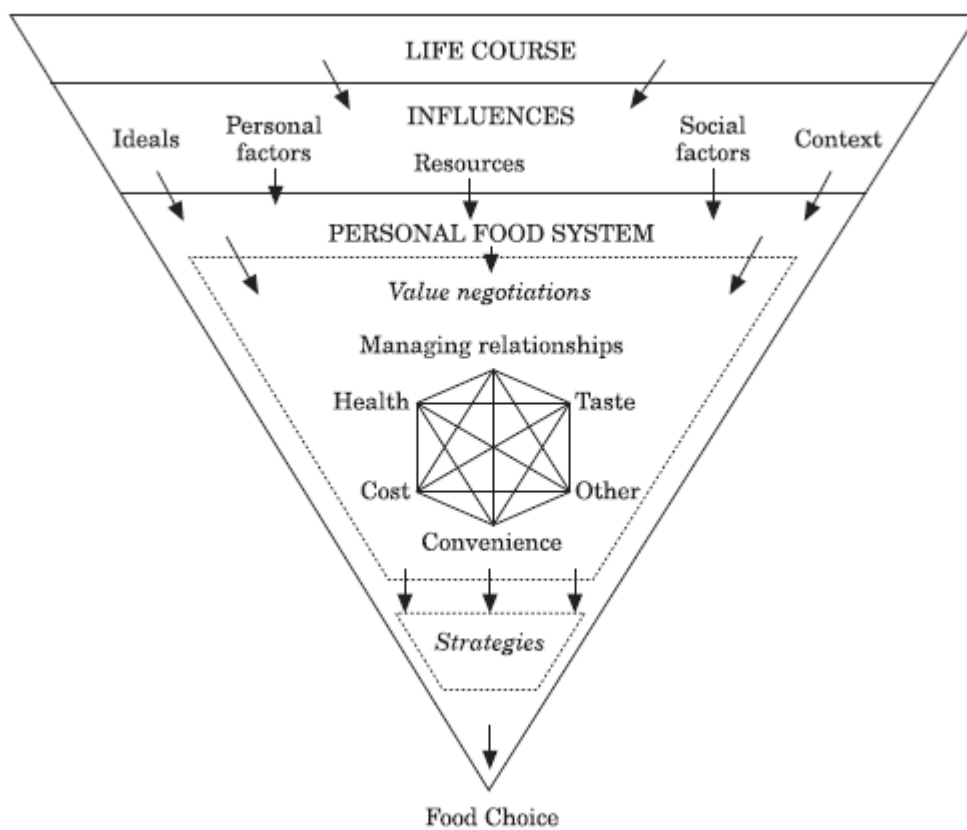 LIFE COURSE
INFLUENCES
Ideals
Personal
factors
Resources
Social
factors
Context
PERSONAL FOOD SYSTEM
Value negotiations
Managing relationships
Health
Taste
Cost
Other
Convenience
Strategies
Food Choice